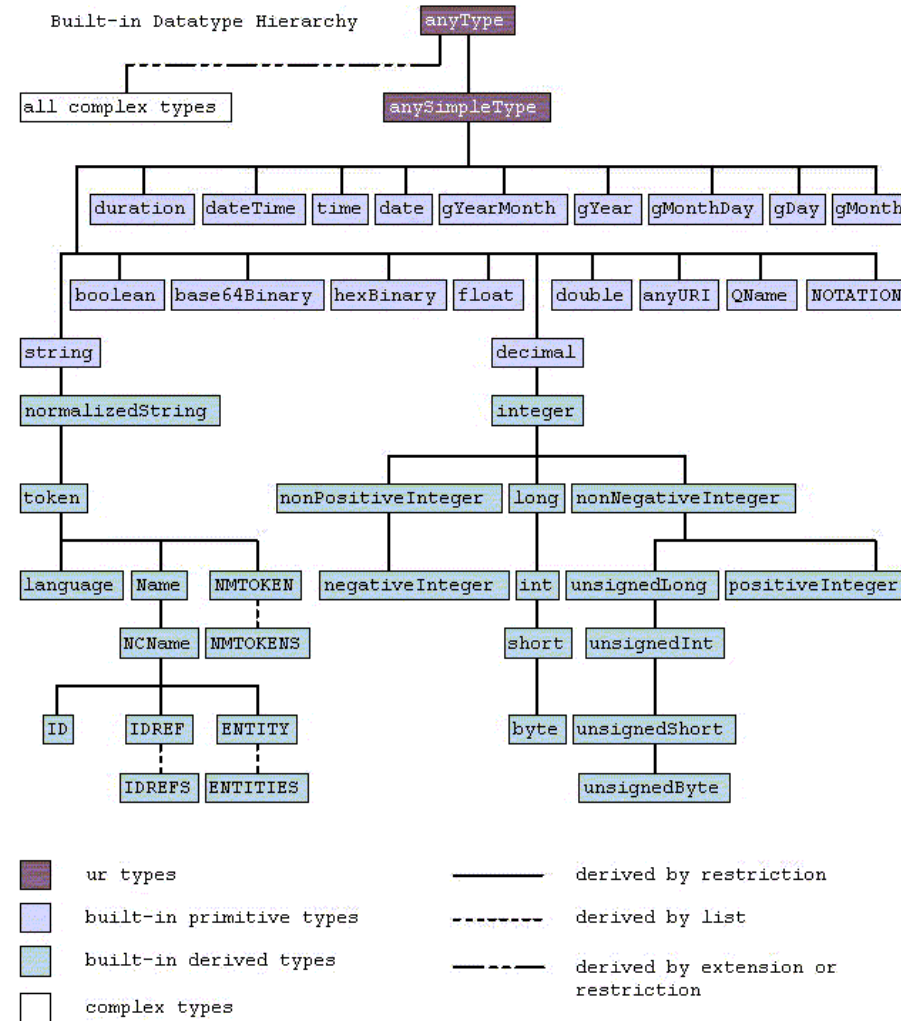 Built-in Datatype Hierarchy
anyType
all complex types
anySimpleType
duration dateTime time date gYearMonth gYear gMonthDay gDay gMonth
boolean base64Binary hexBinary float double anyURI QName NOTATION
string decimal
normalizedString integer
token nonPositiveInteger long nonNegativeInteger
language Name NMTOKEN negativeInteger int unsignedLong positiveInteger
NCName NMTOKENS short unsignedInt
ID IDREF ENTITY byte unsignedShort
IDREFS ENTITIES unsignedByte
ur types
built-in primitive types
built-in derived types
complex types
derived by restriction
derived by list
derived by extension or
restriction